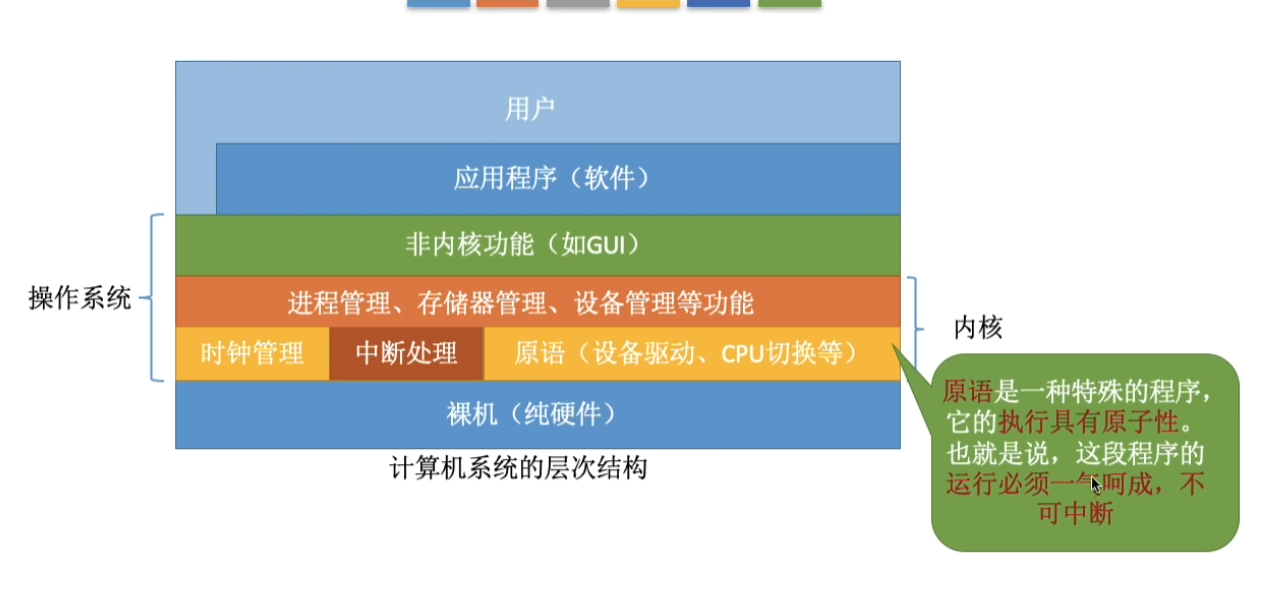 用户
应用程序（软件）
非内核功能（如GUI）
操作系统
进程管理、存储器管理、设备管理等功能
内核
时钟管理
中断处理
原语（设备驱动、CPU切换等）
原语是一种特殊的程序，
它的执行具有原子性。
也就是说，这段程序的
运行必须一气呵成，不
可中断
裸机（纯硬件）
计算机系统的层次结构